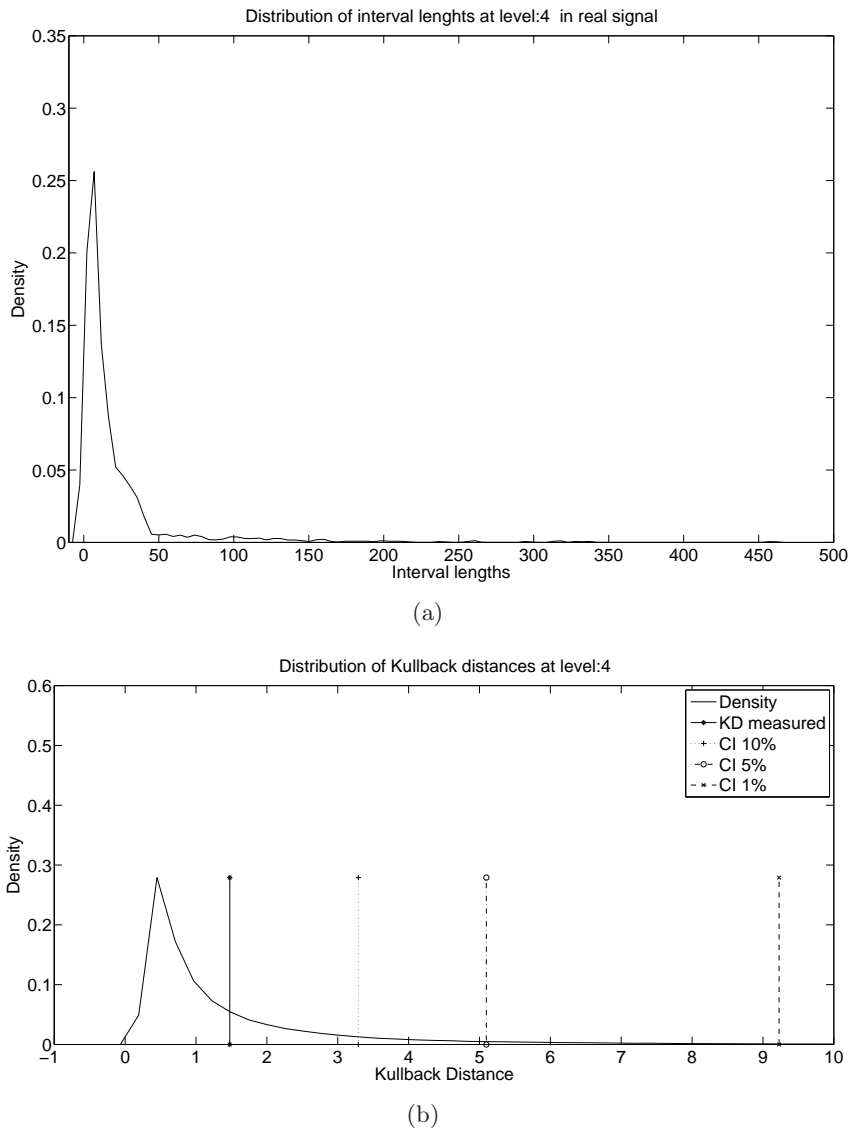 Distribution of interval lenghts at level:4 in real signal
0.35
0.3
0.25
0.2
0.15
0.1
0.05
0
Density
0 50 100 150 200 250 300 350 400 450 500
Interval lengths
(a)
Distribution of Kullback distances at level:4
0.6
0.5
0.4
0.3
0.2
0.1
0
Density
Density
KD measured
CI 10%
CI 5%
CI 1%
−1 0 1 2 3 4 5 6 7 8 9 10
Kullback Distance
(b)